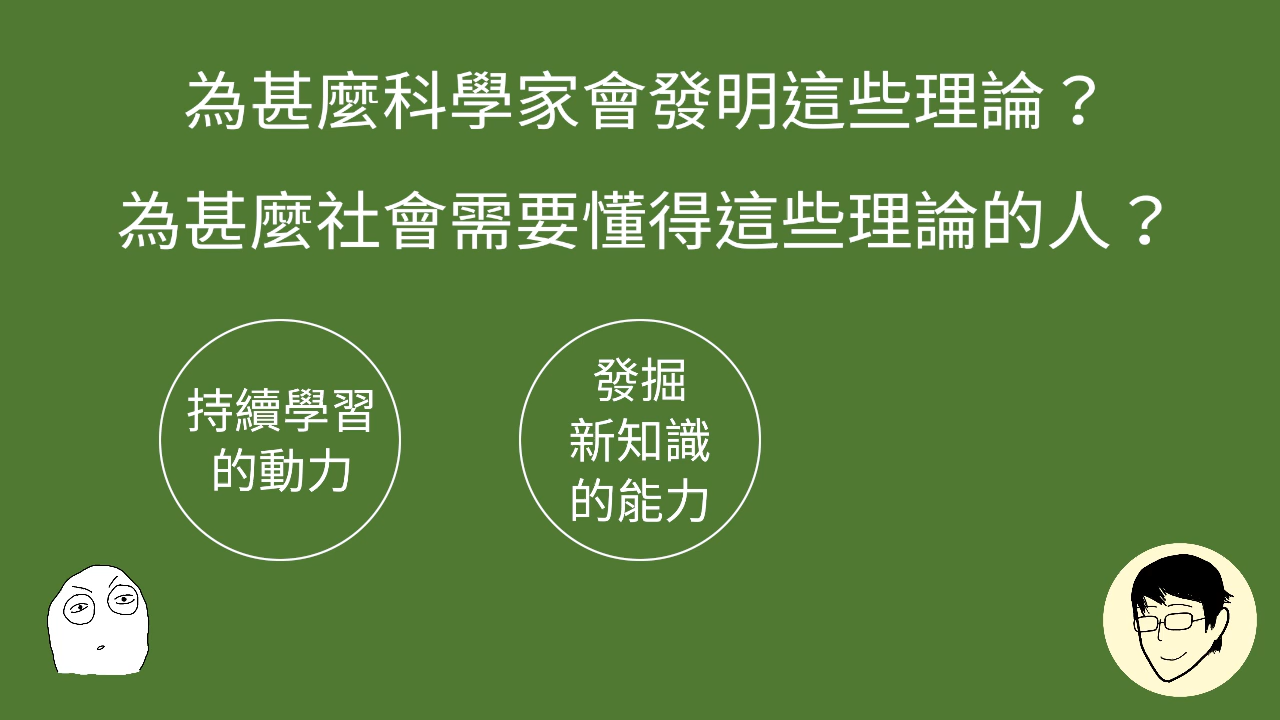 為甚麼科學家會發明這些理論？
為甚麼社會需要懂得這些理論的人？
持續學習
的動力
發掘
新知識
的能力